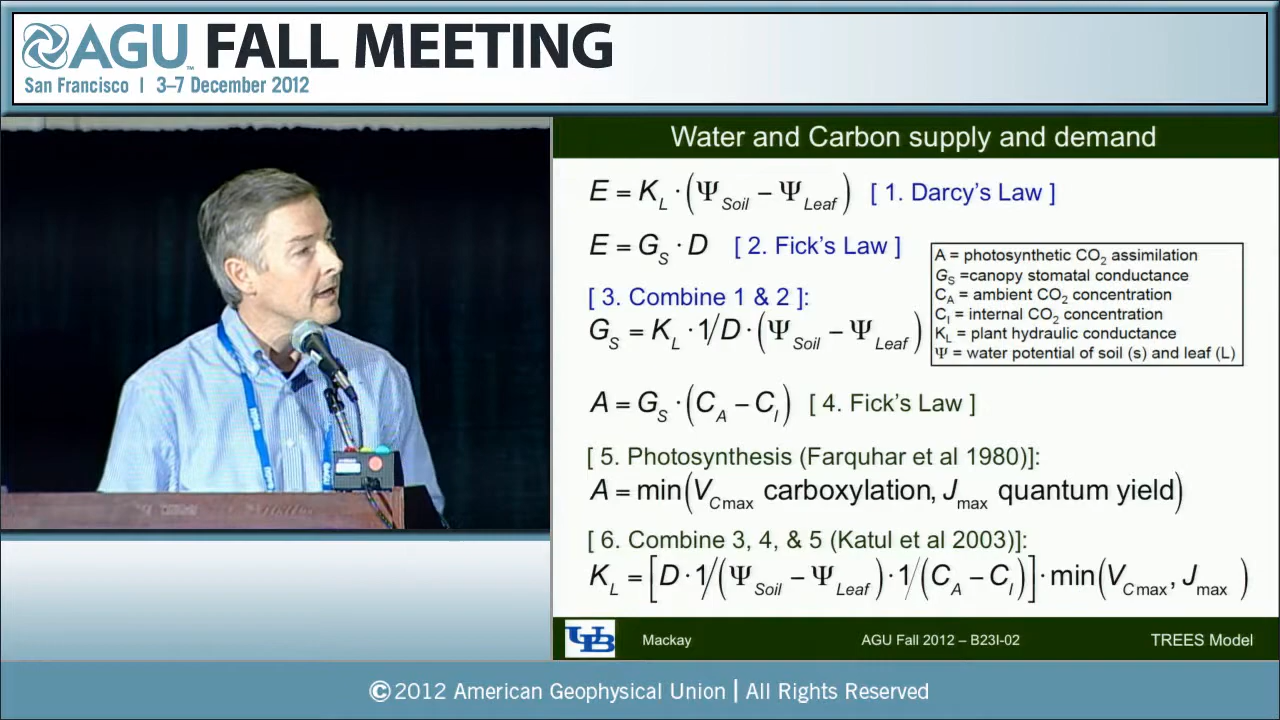 AGU FALL MEETING
San Francisco | 3–7 December 2012
Water and Carbon supply and demand
E = K_L · (Ψ_Soil − Ψ_Leaf) [ 1. Darcy's Law ]
E = G_S · D [ 2. Fick's Law ]
[ 3. Combine 1 & 2 ]:
G_S = K_L · 1/D · (Ψ_Soil − Ψ_Leaf)
A = photosynthetic CO₂ assimilation
G_S =canopy stomatal conductance
C_A = ambient CO₂ concentration
C_I = internal CO₂ concentration
K_L = plant hydraulic conductance
Ψ = water potential of soil (s) and leaf (L)
A = G_S · (C_A − C_I) [ 4. Fick's Law ]
[ 5. Photosynthesis (Farquhar et al 1980)]:
A = min(V_Cmax carboxylation, J_max quantum yield)
[ 6. Combine 3, 4, & 5 (Katul et al 2003)]:
K_L = [D · 1/(Ψ_Soil − Ψ_Leaf) · 1/(C_A − C_I)] · min(V_Cmax, J_max)
UB
Mackay
AGU Fall 2012 – B23I-02
TREES Model
©2012 American Geophysical Union | All Rights Reserved